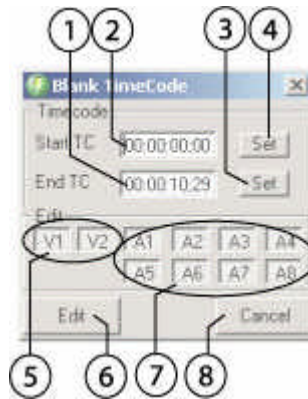 1 2 3 4
Blank TimeCode
Timecode
Start TC 00:00:00:00 Set
End TC 00:00:10:29 Set
Edit
V1 V2 A1 A2 A3 A4
A5 A6 A7 A8
Edit Cancel
5 6 7 8